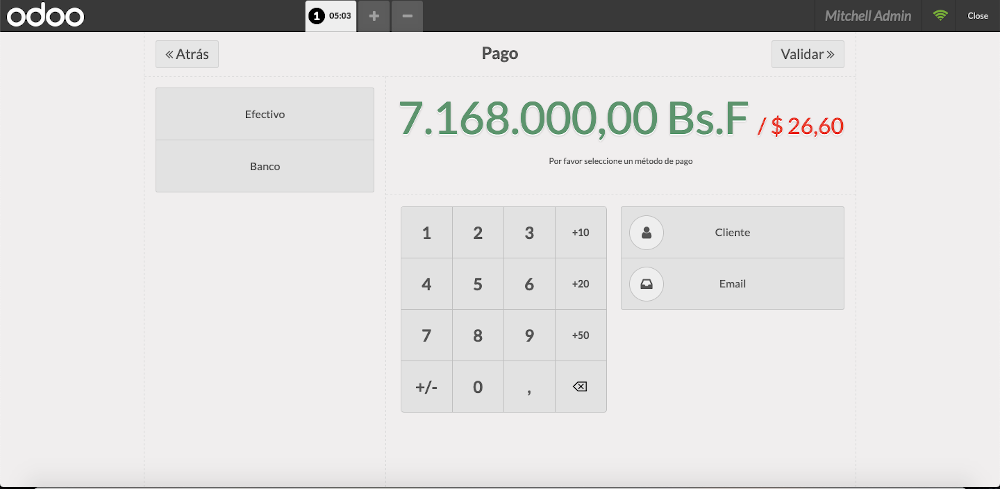 odoo
1 05:03 + −
Mitchell Admin
Close
« Atrás
Pago
Validar »
Efectivo
Banco
7.168.000,00 Bs.F / $ 26,60
Por favor seleccione un método de pago
1 2 3 +10
4 5 6 +20
7 8 9 +50
+/- 0 ,
Cliente
Email